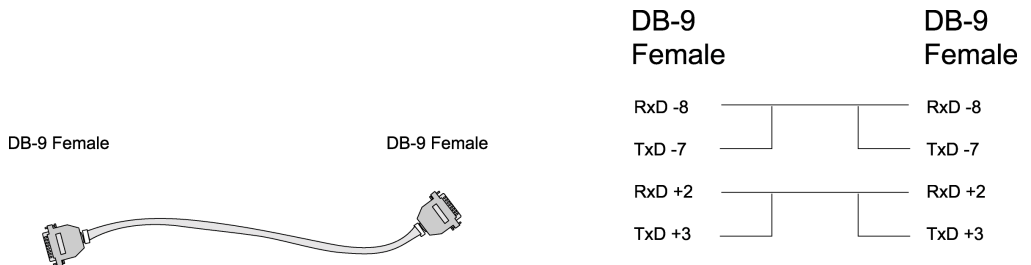 DB-9 Female
DB-9 Female
DB-9
Female
DB-9
Female
RxD -8
RxD -8
TxD -7
TxD -7
RxD +2
RxD +2
TxD +3
TxD +3